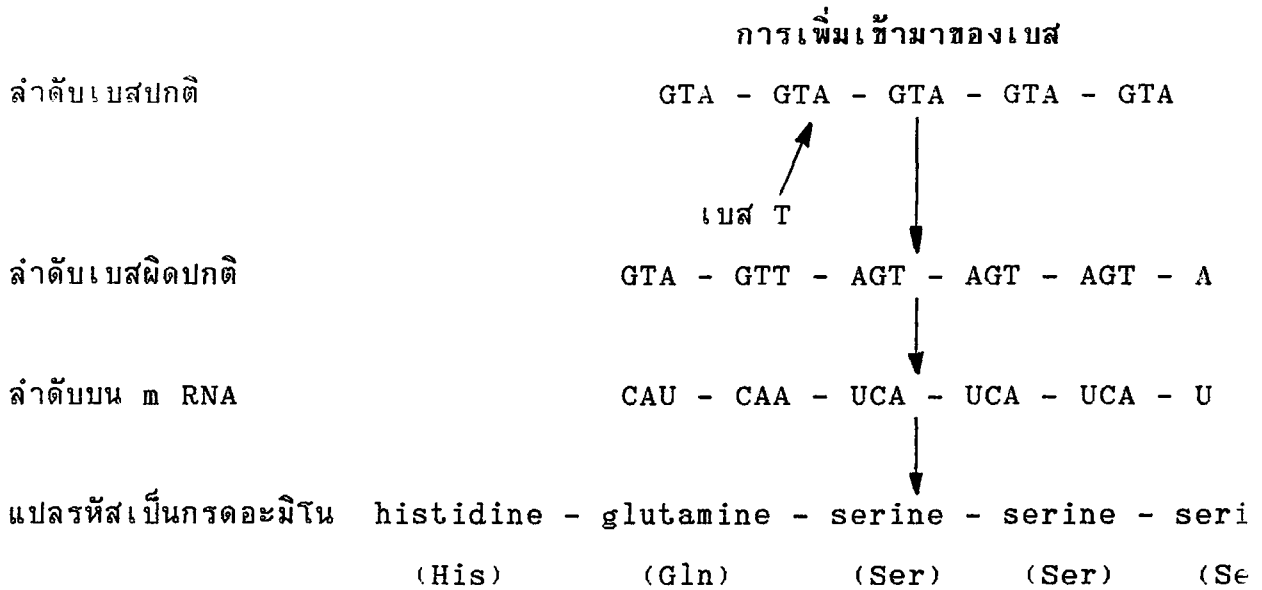 การเพิ่มเข้ามาของเบส
ลำดับเบสปกติ GTA - GTA - GTA - GTA - GTA
เบส T
ลำดับเบสผิดปกติ GTA - GTT - AGT - AGT - AGT - A
ลำดับบน m RNA CAU - CAA - UCA - UCA - UCA - U
แปลรหัสเป็นกรดอะมิโน histidine - glutamine - serine - serine - seri
(His) (Gln) (Ser) (Ser) (Se